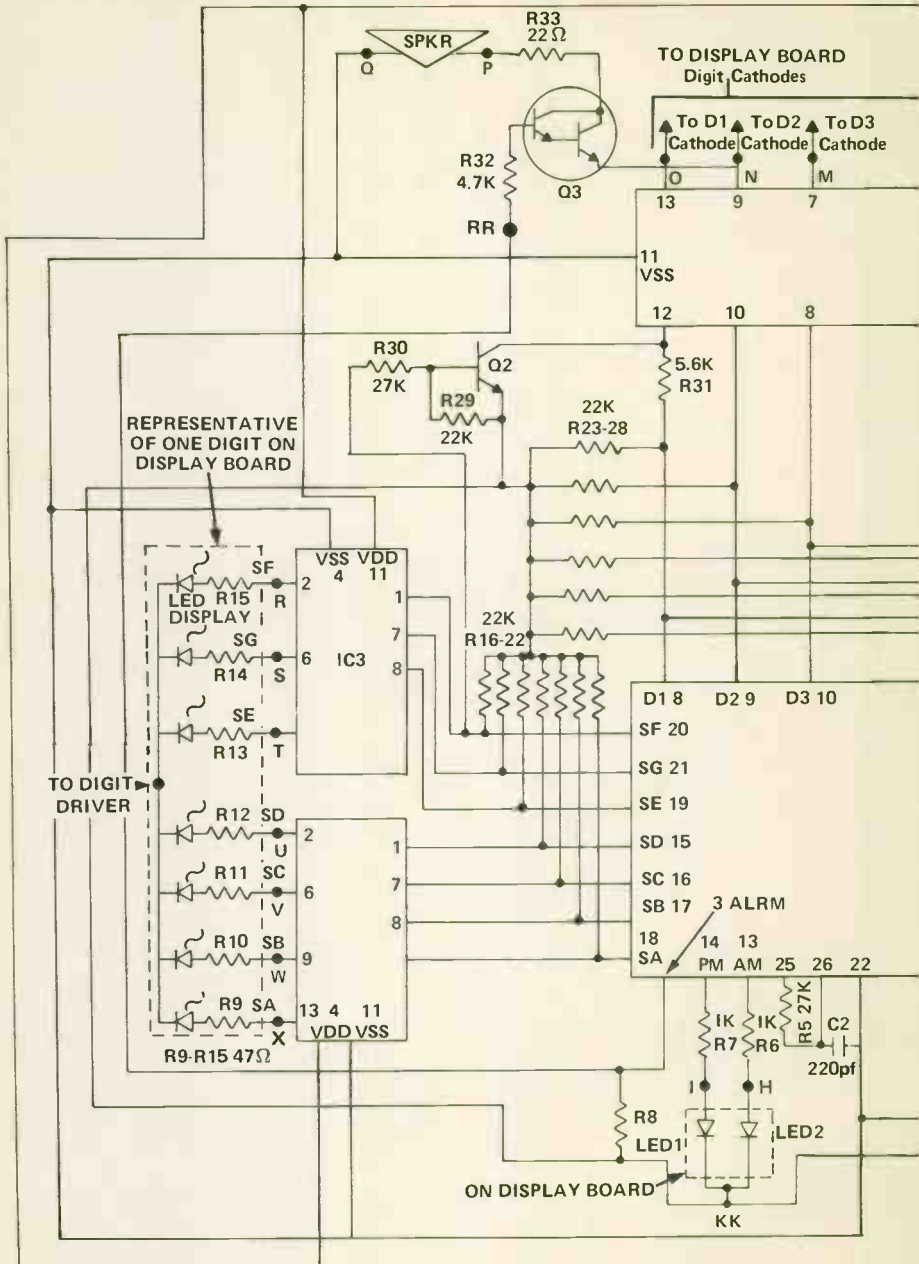 R33
22 Ω
SPKR
Q
P
TO DISPLAY BOARD
Digit Cathodes
To D1
Cathode
To D2
Cathode
To D3
Cathode
R32
4.7K
Q3
O
N
M
13
9
7
RR
11
VSS
12
10
8
R30
27K
Q2
R29
22K
5.6K
R31
22K
R23-28
REPRESENTATIVE
OF ONE DIGIT ON
DISPLAY BOARD
VSS
4
VDD
11
SF
2
R
R15
LED
DISPLAY
1
7
8
IC3
SG
6
S
R14
SE
T
R13
22K
R16-22
D1 8
D2 9
D3 10
SF 20
SG 21
SE 19
SD 15
SC 16
SB 17
18
SA
TO DIGIT
DRIVER
R12
SD
U
2
1
R11
SC
V
6
7
R10
SB
W
9
8
R9
SA
X
13
4
VDD
11
VSS
R9-R15 47Ω
3 ALRM
14
PM
13
AM
25
26
22
1K
R7
1K
R6
R5 27K
C2
220pf
I
H
R8
LED1
LED2
ON DISPLAY BOARD
KK